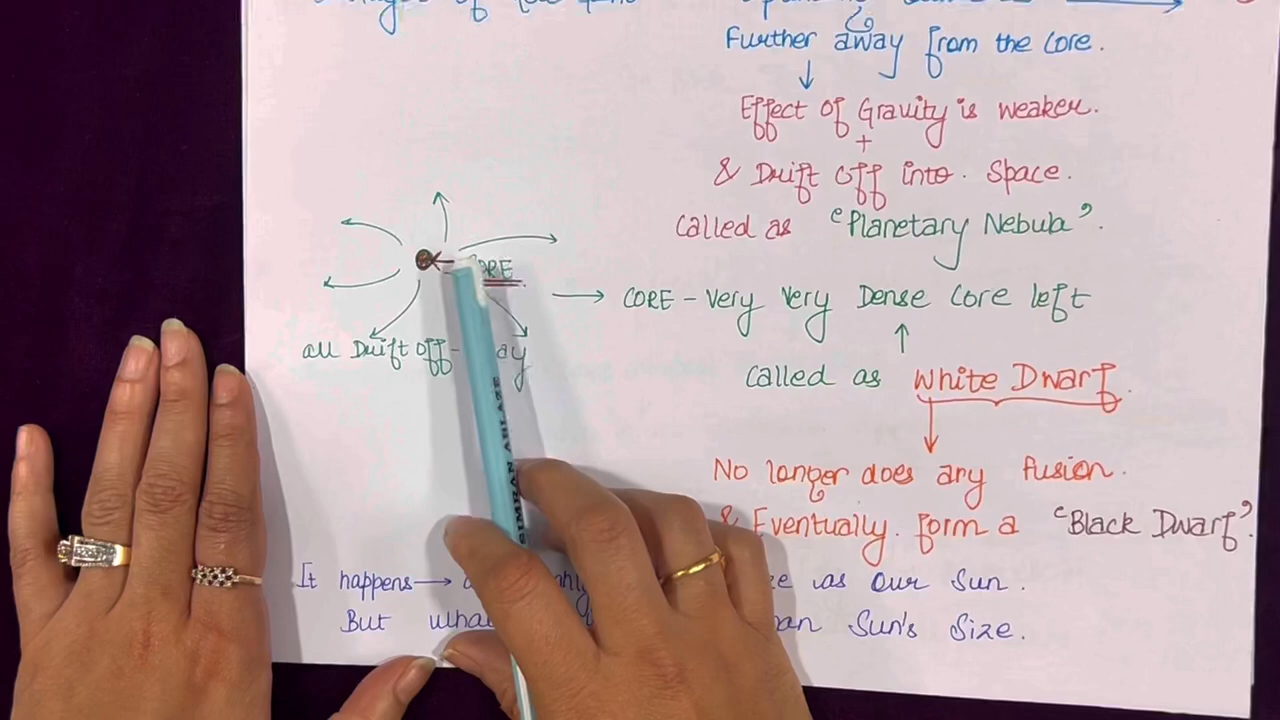 Further away from the core.
Effect of Gravity is weaker.
+
& Drift off into. Space.
Called as "Planetary Nebula".
CORE
CORE - Very Very Dense Core left
all Drift off-
Called as White Dwarf.
No longer does any fusion.
& Eventually. form a "Black Dwarf".
It happens as our Sun.
But Sun's Size.